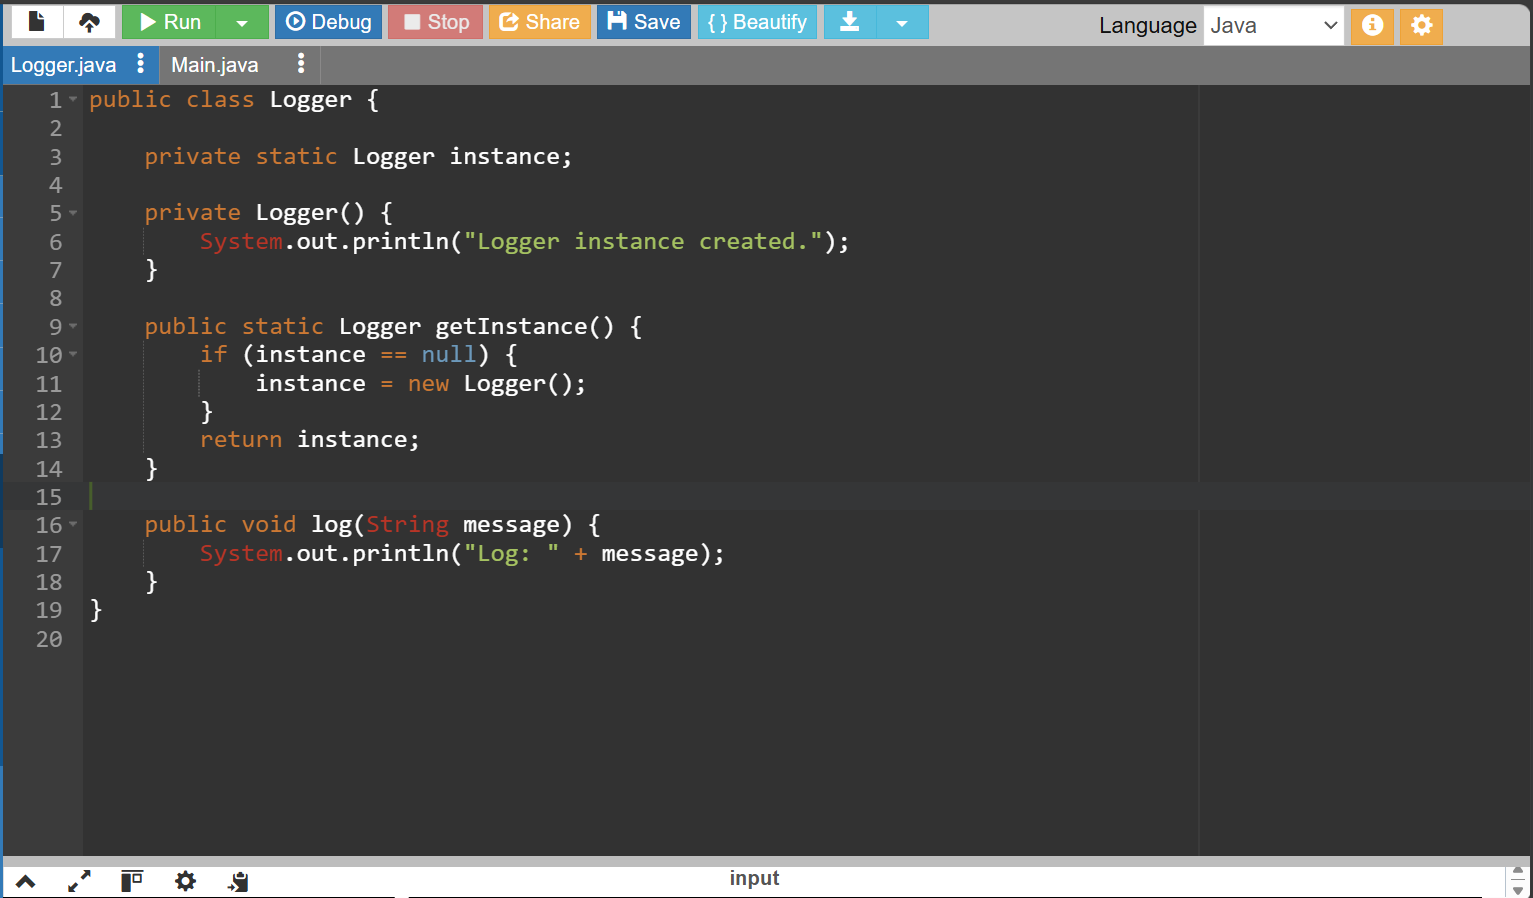 Run Debug Stop Share Save { } Beautify Language Java
Logger.java Main.java
1 public class Logger {
2
3 private static Logger instance;
4
5 private Logger() {
6 System.out.println("Logger instance created.");
7 }
8
9 public static Logger getInstance() {
10 if (instance == null) {
11 instance = new Logger();
12 }
13 return instance;
14 }
15
16 public void log(String message) {
17 System.out.println("Log: " + message);
18 }
19 }
20
input